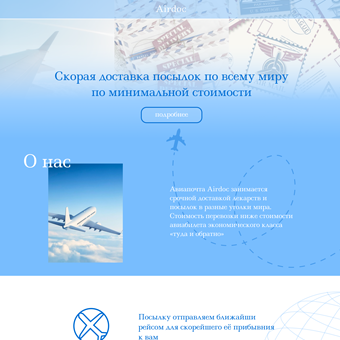 Airdoc
Скорая доставка посылок по всему миру
по минимальной стоимости
подробнее
О нас
Авиапочта Airdoc занимается
срочной доставкой лекарств и
посылок в разные уголки мира.
Стоимость перевозки ниже стоимости
авиабилета экономического класса
«туда и обратно»
Посылку отправляем ближайшим
рейсом для скорейшего её прибывния
к вам